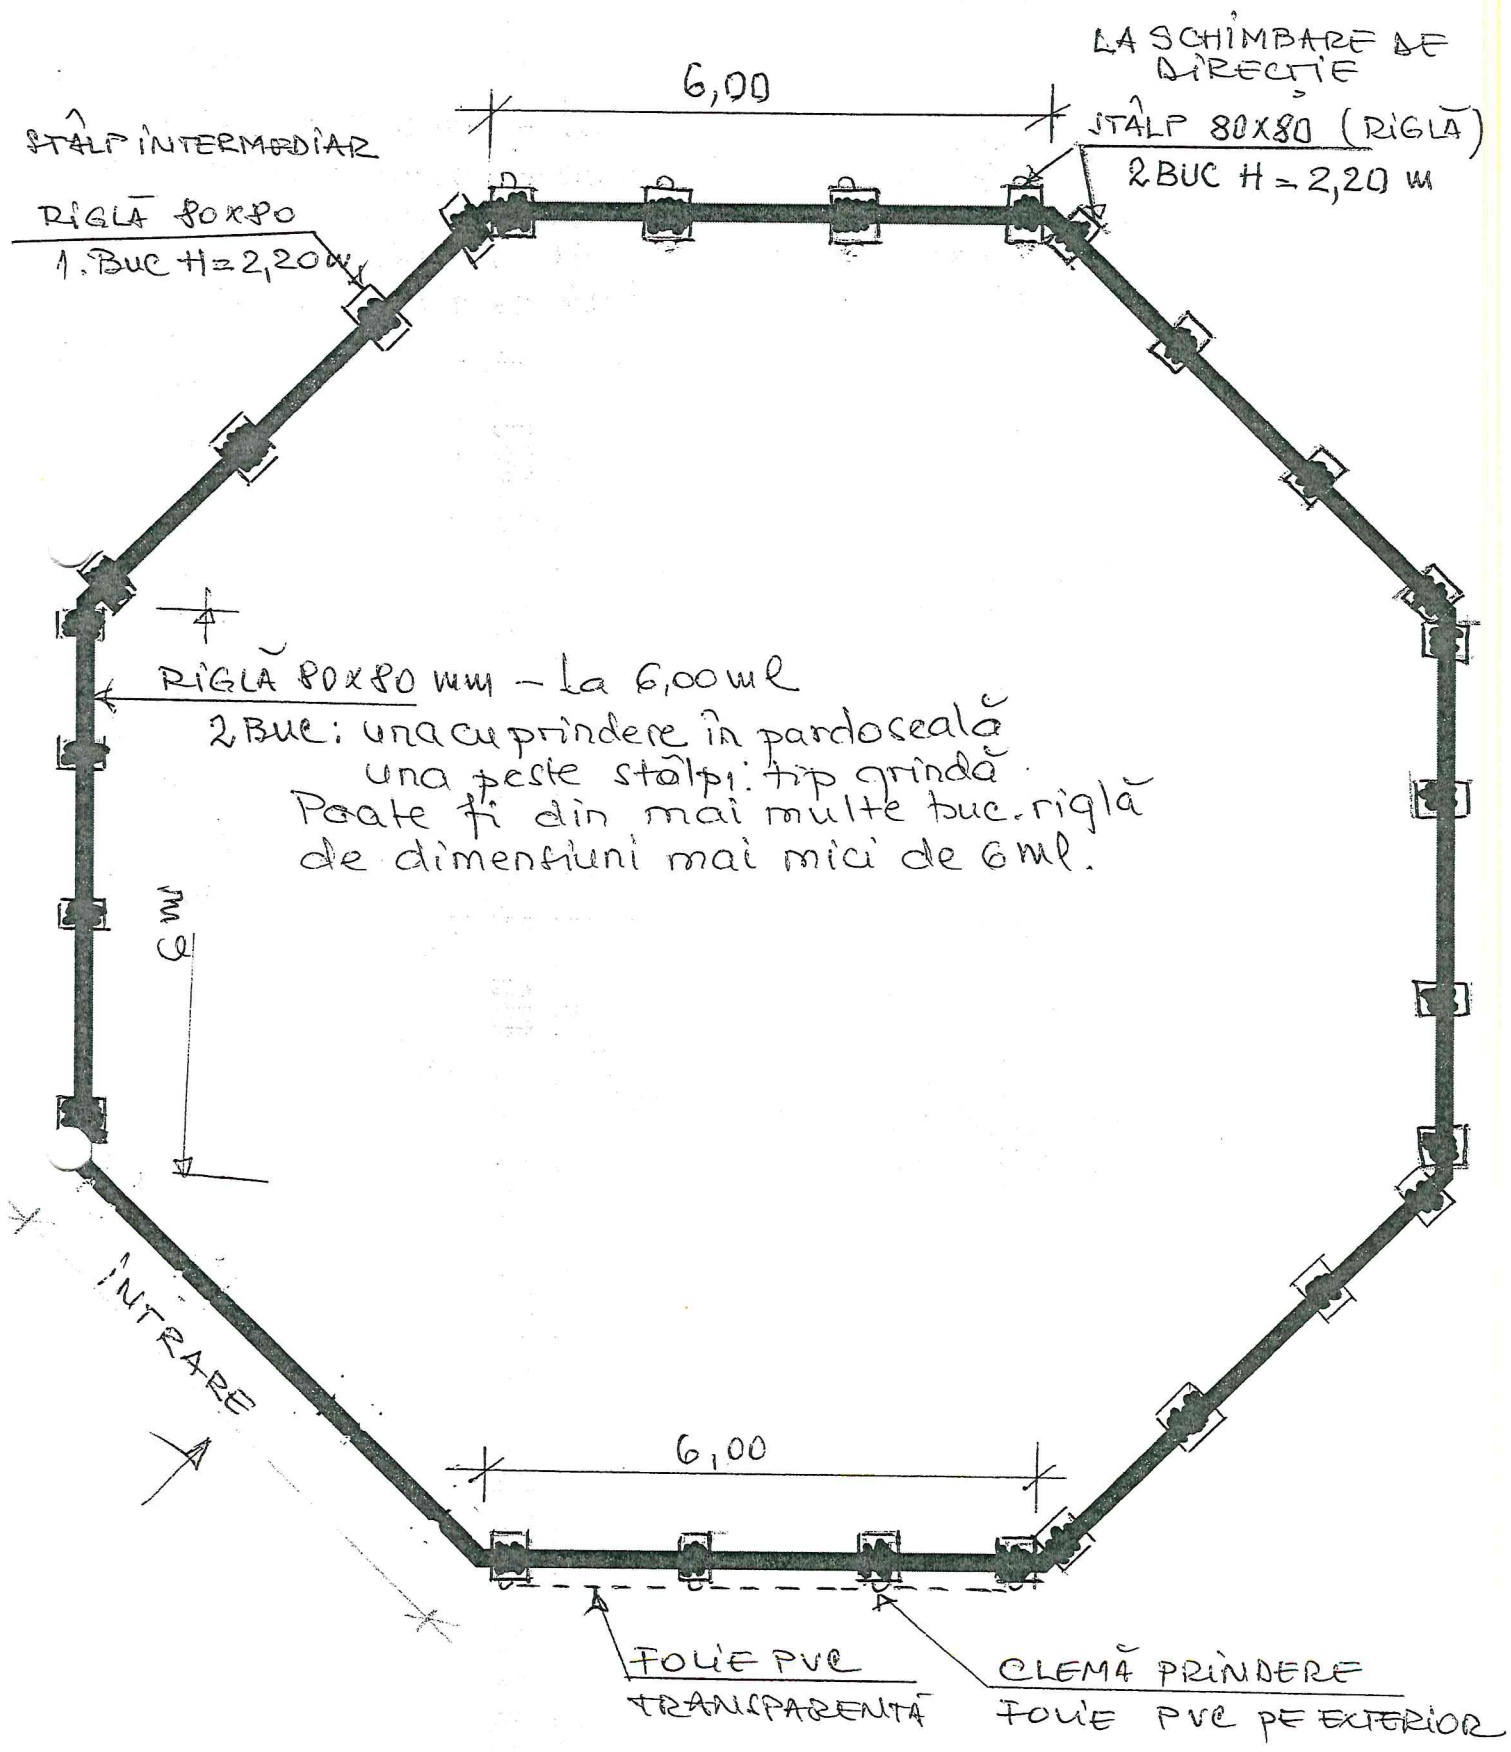 6,00
LA SCHIMBARE DE
DIRECȚIE
STÂLP 80X80 (RIGLĂ)
2 BUC H = 2,20 m
STÂLP INTERMEDIAR
RIGLĂ 80X80
1. BUC H = 2,20 m
RIGLĂ 80X80 mm – La 6,00 ml
2 BUC: una cu prindere în pardoseală
una peste stâlpi: tip grindă.
Poate fi din mai multe buc. riglă
de dimensiuni mai mici de 6 ml.
INTRARE
6,00
FOLIE PVC
TRANSPARENTĂ
CLEMĂ PRINDERE
FOLIE PVC PE EXTERIOR